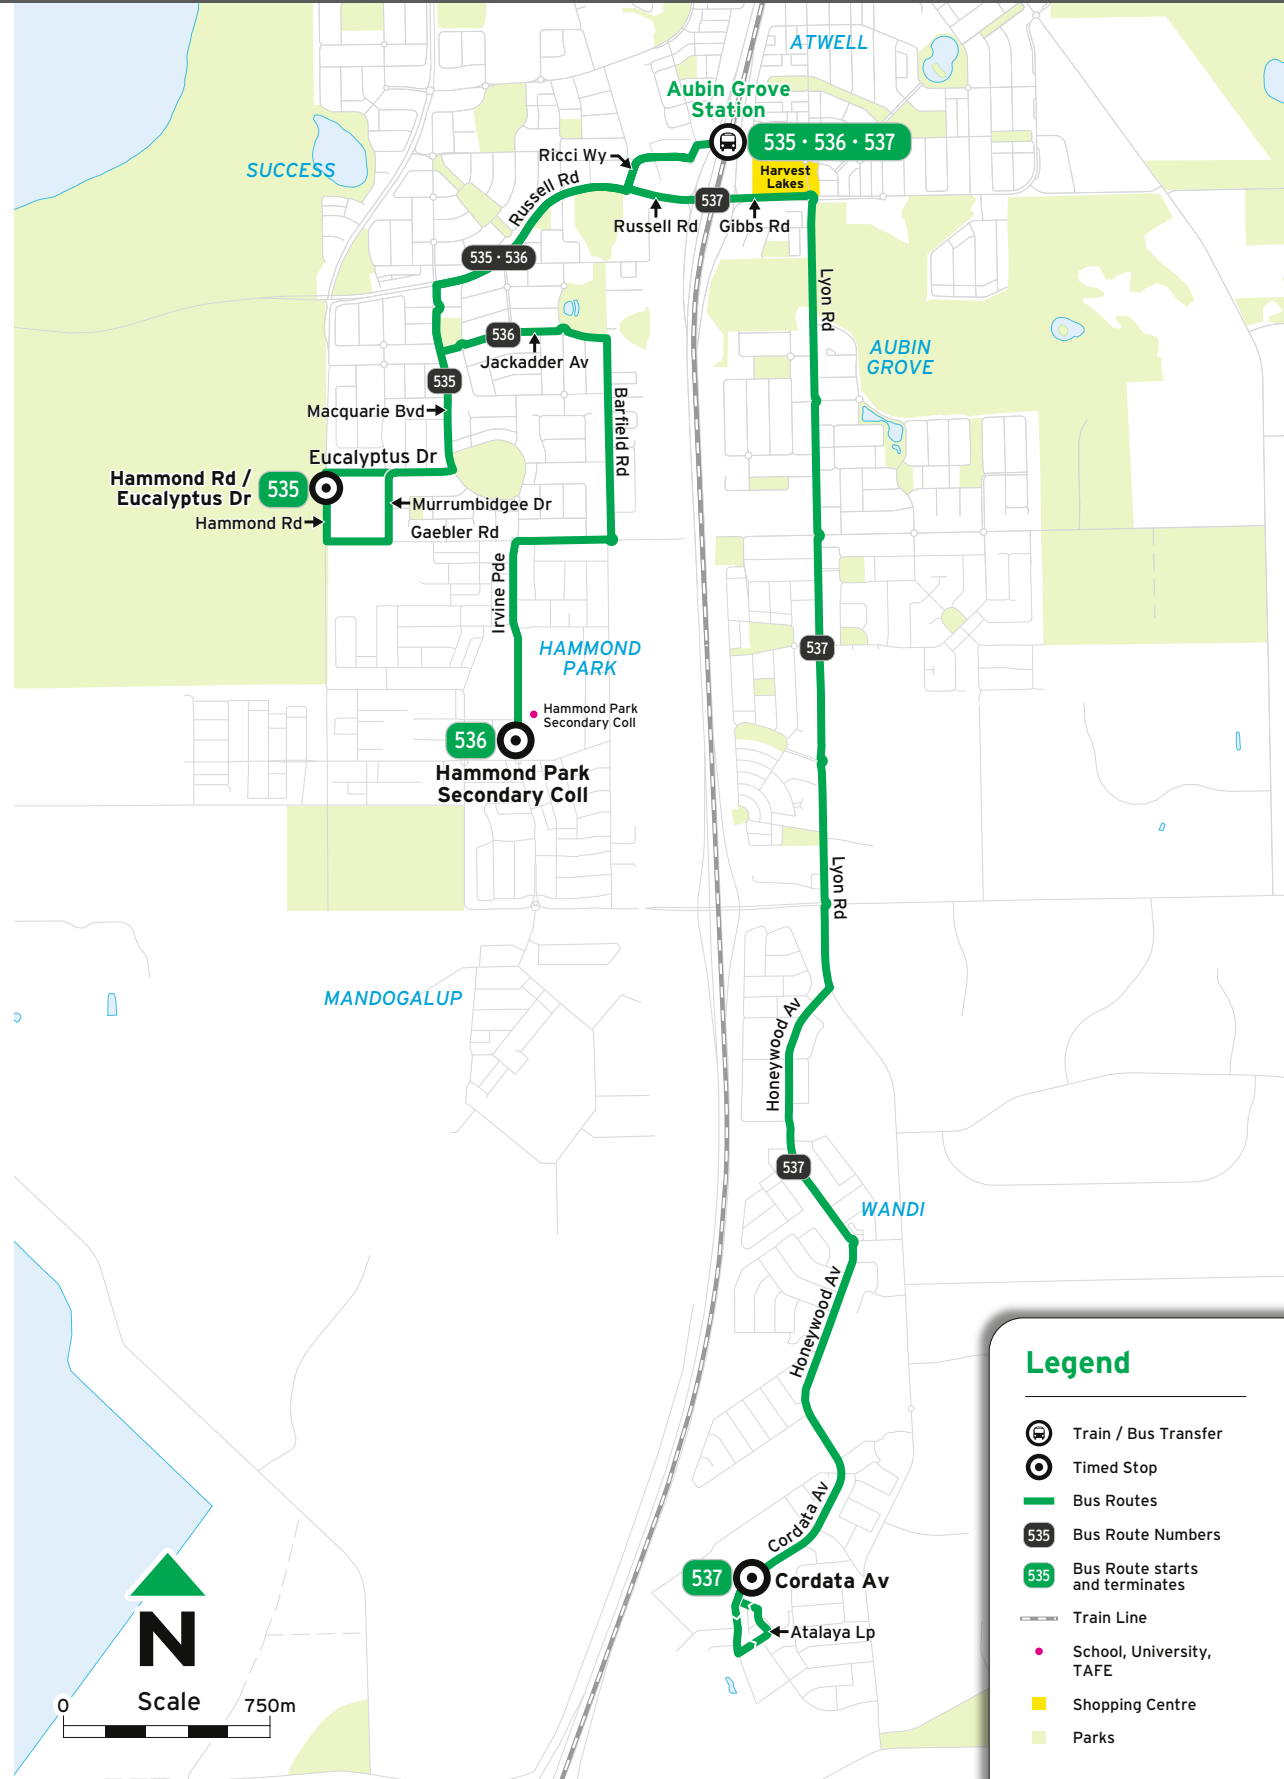 ATWELL
Aubin Grove
Station
535 · 536 · 537
Ricci Wy
Harvest
Lakes
SUCCESS
Russell Rd
537
Russell Rd
Gibbs Rd
535 · 536
Lyon Rd
536
Jackadder Av
AUBIN
GROVE
535
Macquarie Bvd
Barfield Rd
Eucalyptus Dr
Hammond Rd /
Eucalyptus Dr
535
Murrumbidgee Dr
Hammond Rd
Gaebler Rd
Irvine Pde
HAMMOND
PARK
537
Hammond Park
Secondary Coll
536
Hammond Park
Secondary Coll
Lyon Rd
MANDOGALUP
Honeywood Av
537
WANDI
Honeywood Av
Cordata Av
537
Cordata Av
Atalaya Lp
N
Scale
0
750m
Legend
Train / Bus Transfer
Timed Stop
Bus Routes
535
Bus Route Numbers
535
Bus Route starts
and terminates
Train Line
School, University,
TAFE
Shopping Centre
Parks